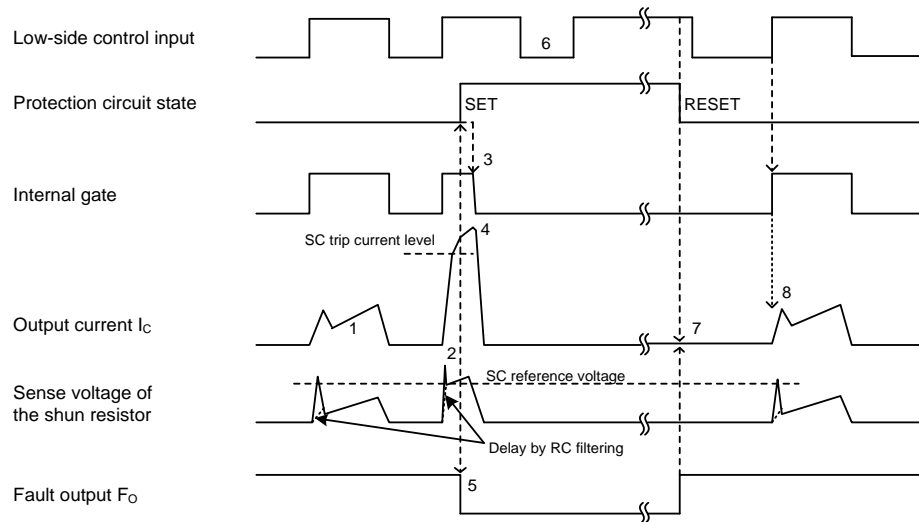 Low-side control input
6
Protection circuit state
SET
RESET
3
Internal gate
4
SC trip current level
8
Output current IC
1
7
2
SC reference voltage
Sense voltage of
the shun resistor
Delay by RC filtering
5
Fault output FO